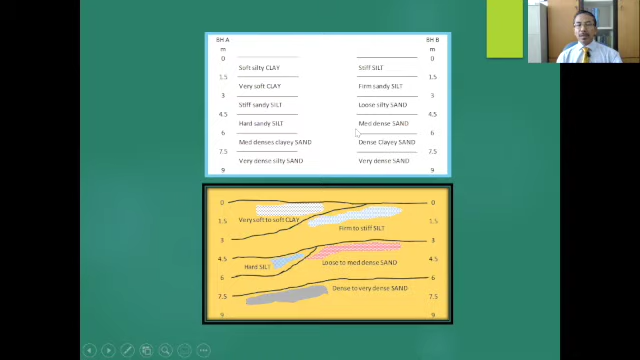 BH A BH B
m m
0 0
Soft silty CLAY Stiff SILT
1.5 1.5
Very soft CLAY Firm sandy SILT
3 3
Stiff sandy SILT Loose silty SAND
4.5 4.5
Hard sandy SILT Med dense SAND
6 6
Med denses clayey SAND Dense Clayey SAND
7.5 7.5
Very dense silty SAND Very dense SAND
9 9
0 0
1.5 1.5
Very soft to soft CLAY
Firm to stiff SILT
3 3
4.5 4.5
Hard SILT Loose to med dense SAND
6 6
Dense to very dense SAND
7.5 7.5
9 9